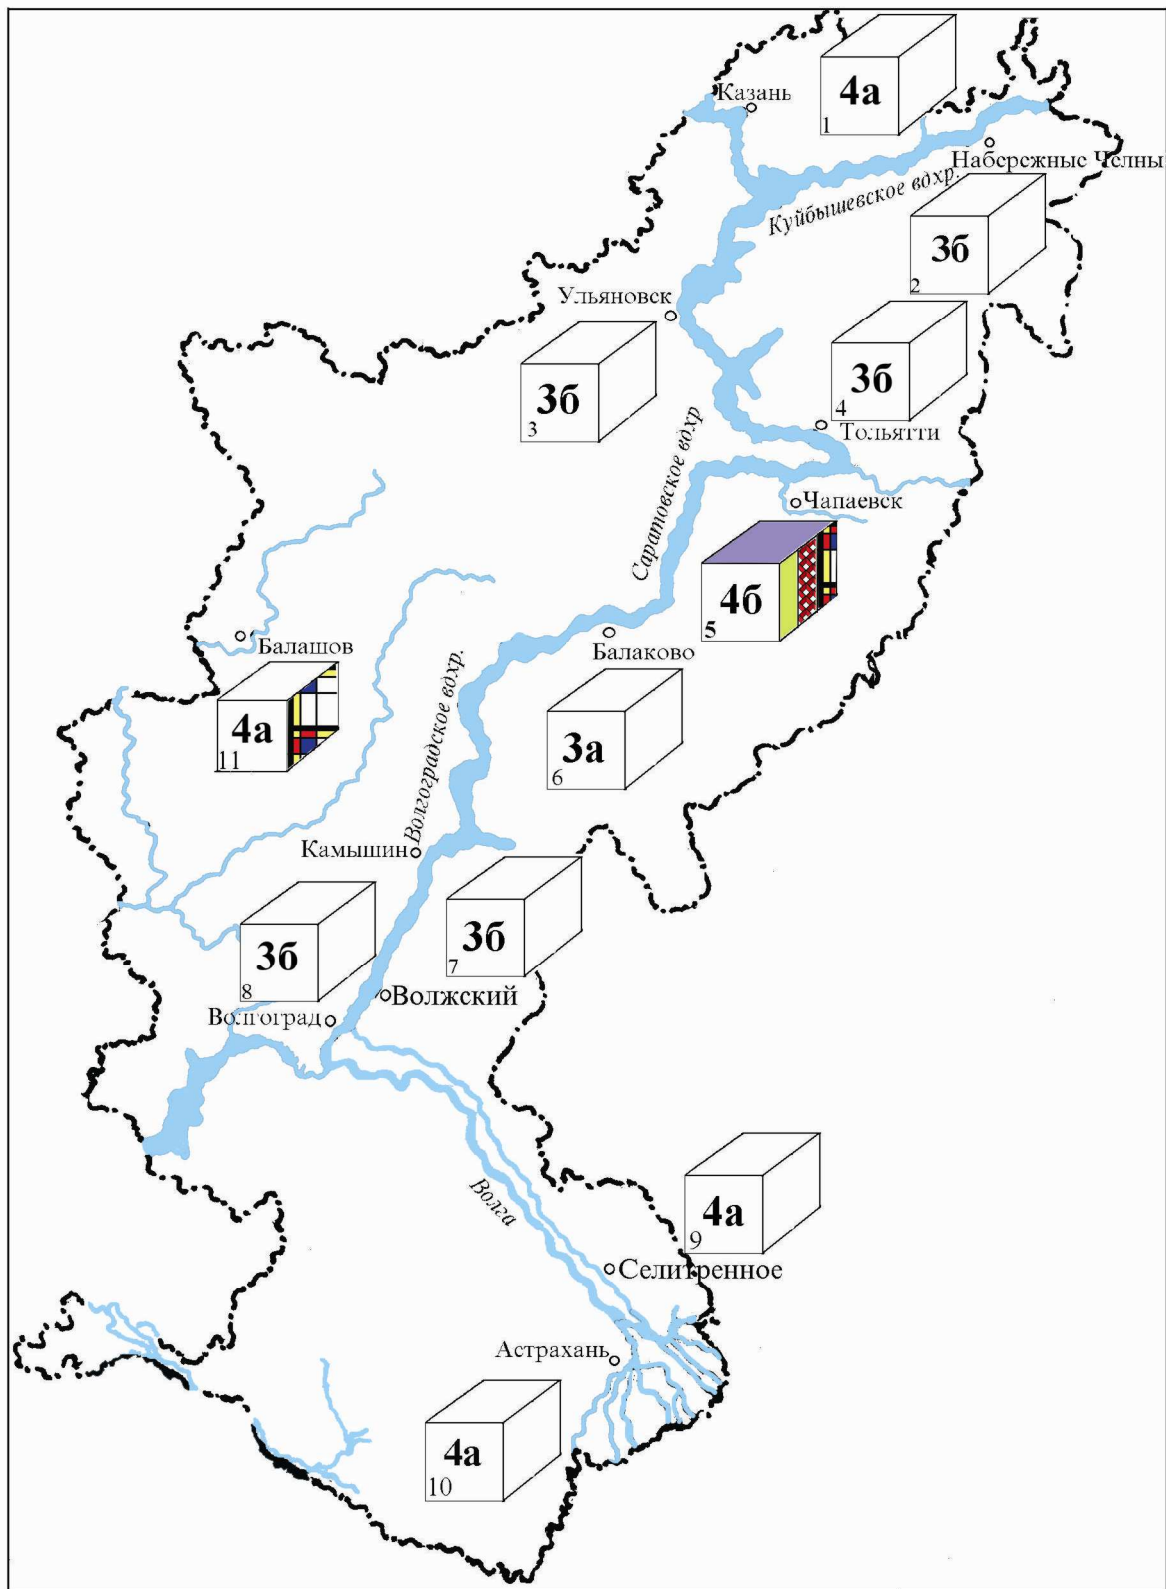 4а
1
Казань
Набережные Челны
Куйбышевское вдхр.
3б
2
Ульяновск
3б
3
3б
4
Тольятти
Саратовское вдхр
Чапаевск
4б
5
Балашов
Балаково
4а
11
3а
6
Волгоградское вдхр.
Камышин
3б
7
3б
8
Волжский
Волгоград
Волга
4а
9
Селитренное
Астрахань
4а
10